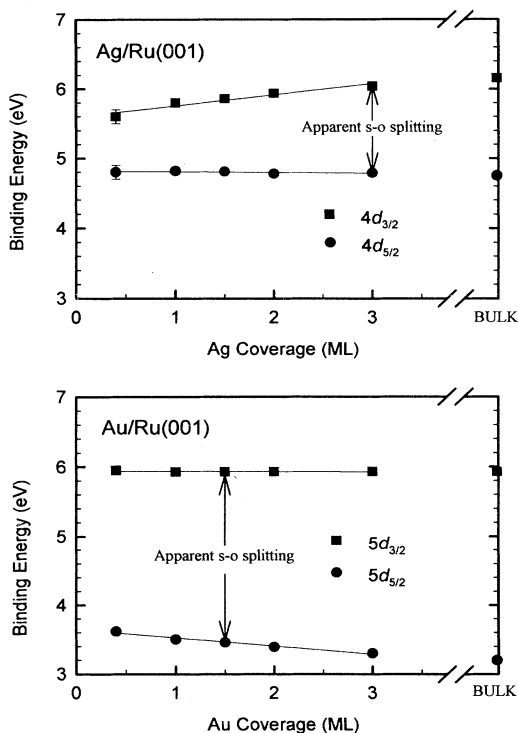 Ag/Ru(001)
Binding Energy (eV)
7
6
5
4
3
Apparent s-o splitting
4d3/2
4d5/2
0
1
2
3
BULK
Ag Coverage (ML)
Au/Ru(001)
Binding Energy (eV)
7
6
5
4
3
Apparent s-o splitting
5d3/2
5d5/2
0
1
2
3
BULK
Au Coverage (ML)